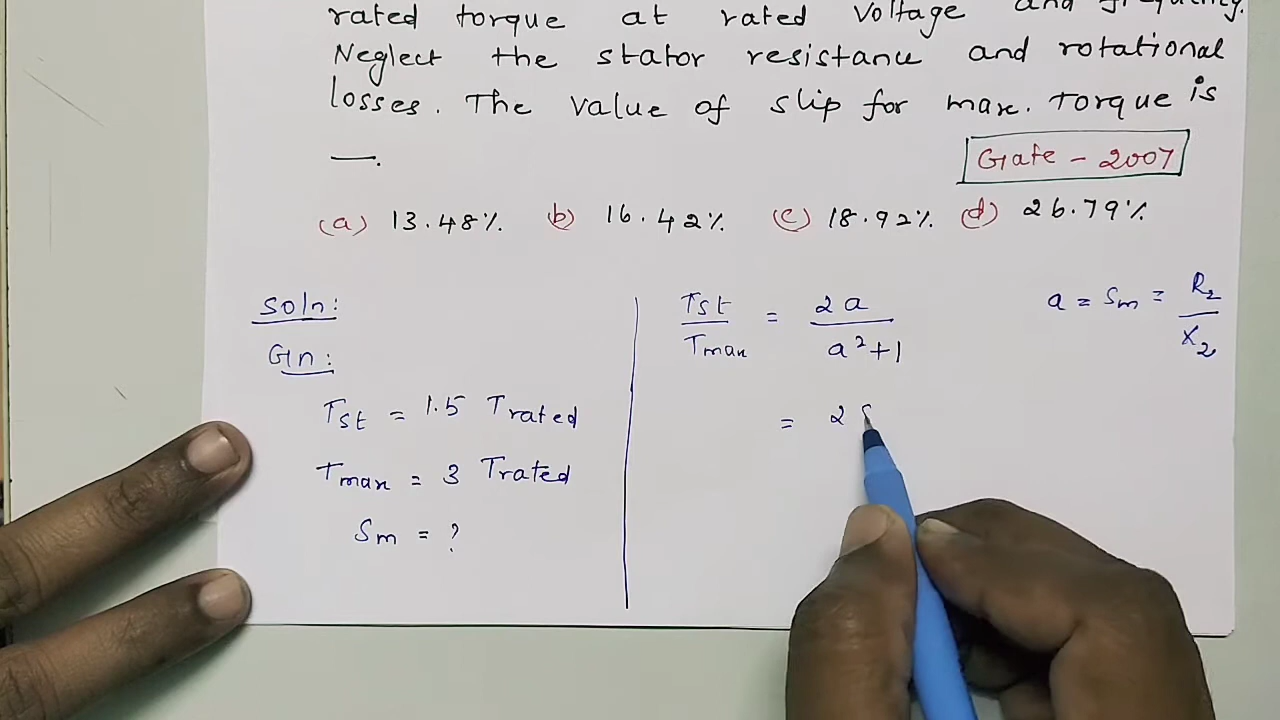 rated torque at rated voltage and frequency.
Neglect the stator resistance and rotational
losses. The value of slip for max. Torque is
—.
Gate - 2007
(a) 13.48% (b) 16.42% (c) 18.92% (d) 26.79%
Soln:
Gn:
Tst = 1.5 Trated
Tmax = 3 Trated
Sm = ?
Tst/Tmax = 2a/a²+1
= 2 S
a = Sm = R2/X2